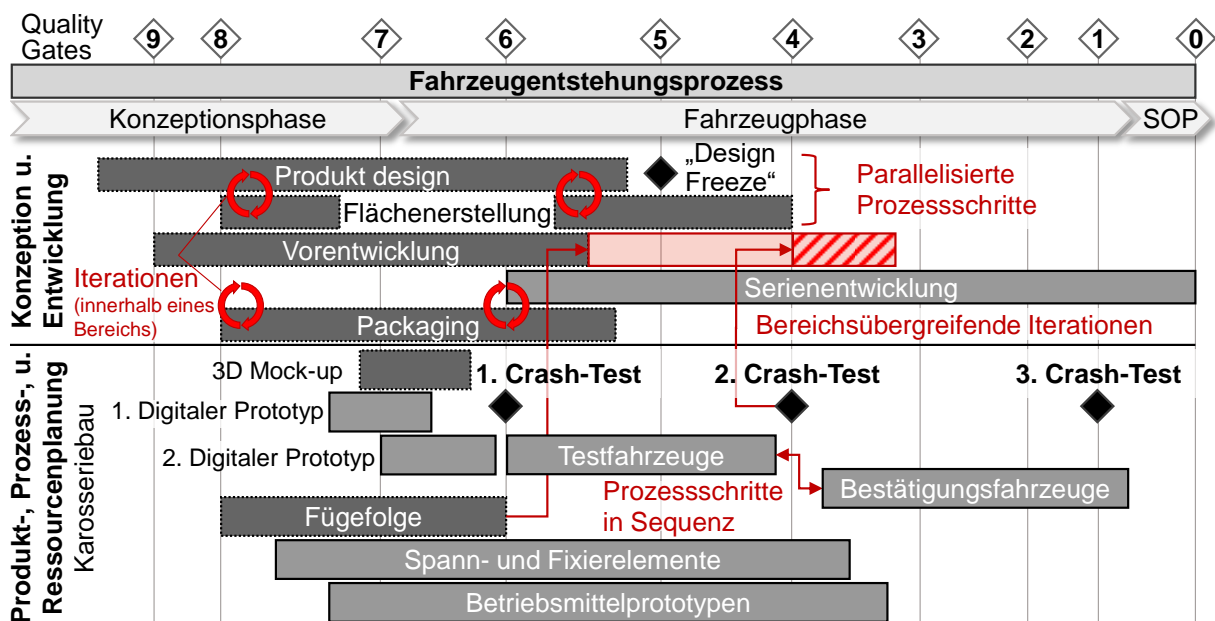 Quality
Gates
9 8 7 6 5 4 3 2 1 0
Fahrzeugentstehungsprozess
Konzeptionsphase Fahrzeugphase SOP
Konzeption u.
Entwicklung
Produkt design
„Design
Freeze“
Parallelisierte
Prozessschritte
Flächenerstellung
Vorentwicklung
Iterationen
(innerhalb eines
Bereichs)
Serienentwicklung
Packaging
Bereichsübergreifende Iterationen
Produkt-, Prozess-, u.
Ressourcenplanung
Karosseriebau
3D Mock-up
1. Crash-Test 2. Crash-Test 3. Crash-Test
1. Digitaler Prototyp
2. Digitaler Prototyp
Testfahrzeuge
Bestätigungsfahrzeuge
Prozessschritte
in Sequenz
Fügefolge
Spann- und Fixierelemente
Betriebsmittelprototypen